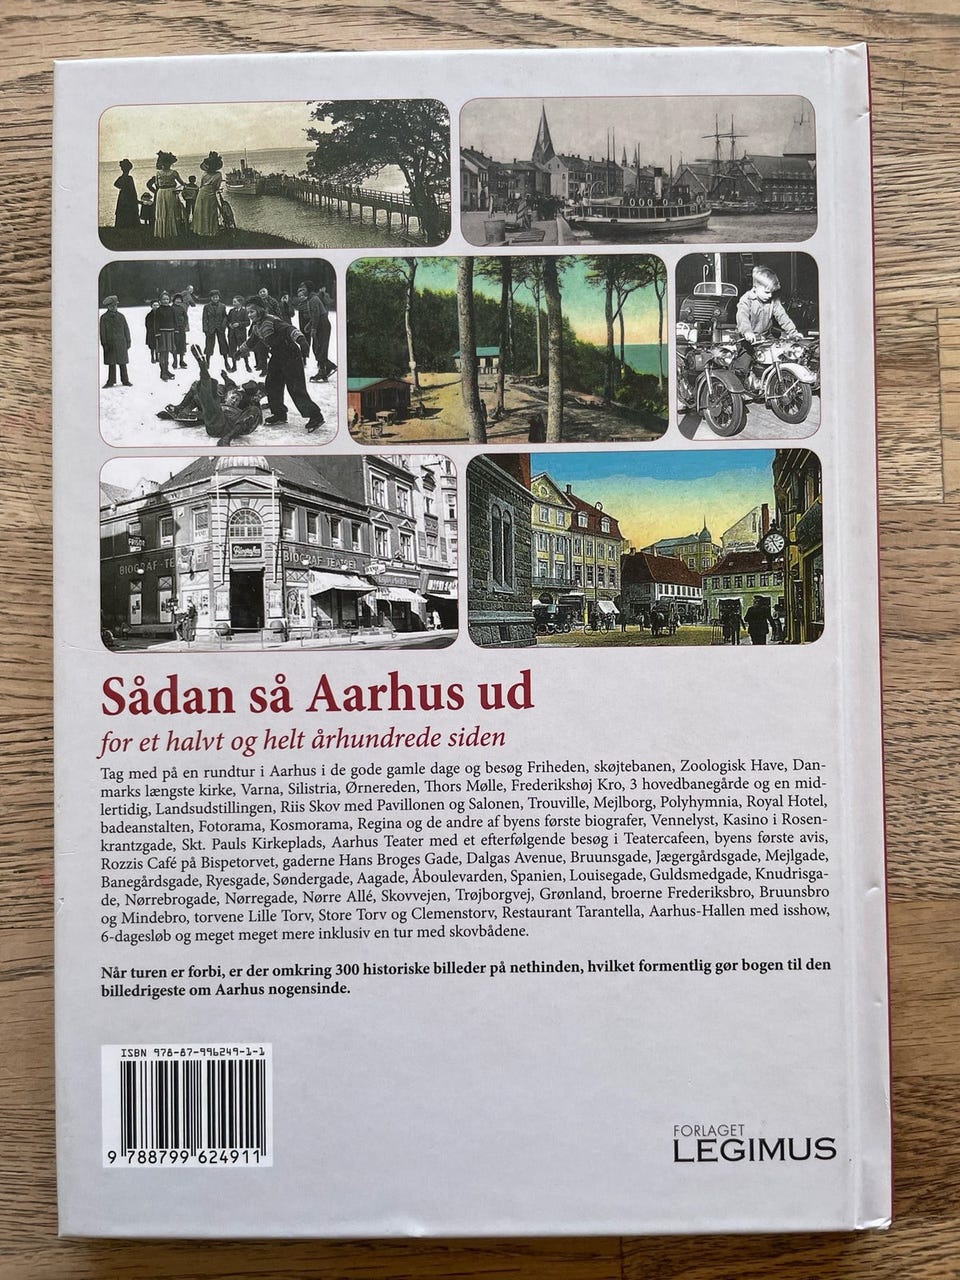 FRISØR
Biografen
BIOGRAF-TEATER
BIOGRAF-TEATER
Sådan så Aarhus ud
for et halvt og helt århundrede siden
Tag med på en rundtur i Aarhus i de gode gamle dage og besøg Friheden, skøjtebanen, Zoologisk Have, Dan-
marks længste kirke, Varna, Silistria, Ørnereden, Thors Mølle, Frederikshøj Kro, 3 hovedbanegårde og en mid-
lertidig, Landsudstillingen, Riis Skov med Pavillonen og Salonen, Trouville, Mejlborg, Polyhymnia, Royal Hotel,
badeanstalten, Fotorama, Kosmorama, Regina og de andre af byens første biografer, Vennelyst, Kasino i Rosen-
krantzgade, Skt. Pauls Kirkeplads, Aarhus Teater med et efterfølgende besøg i Teatercafeen, byens første avis,
Rozzis Café på Bispetorvet, gaderne Hans Broges Gade, Dalgas Avenue, Bruunsgade, Jægergårdsgade, Mejlgade,
Banegårdsgade, Ryesgade, Søndergade, Aagade, Åboulevarden, Spanien, Louisegade, Guldsmedgade, Knudrisga-
de, Nørrebrogade, Nørregade, Nørre Allé, Skovvejen, Trøjborgvej, Grønland, broerne Frederiksbro, Bruunsbro
og Mindebro, torvene Lille Torv, Store Torv og Clemenstorv, Restaurant Tarantella, Aarhus-Hallen med isshow,
6-dagesløb og meget meget mere inklusiv en tur med skovbådene.
Når turen er forbi, er der omkring 300 historiske billeder på nethinden, hvilket formentlig gør bogen til den
billedrigeste om Aarhus nogensinde.
ISBN 978-87-996249-1-1
9 788799 624911
FORLAGET
LEGIMUS